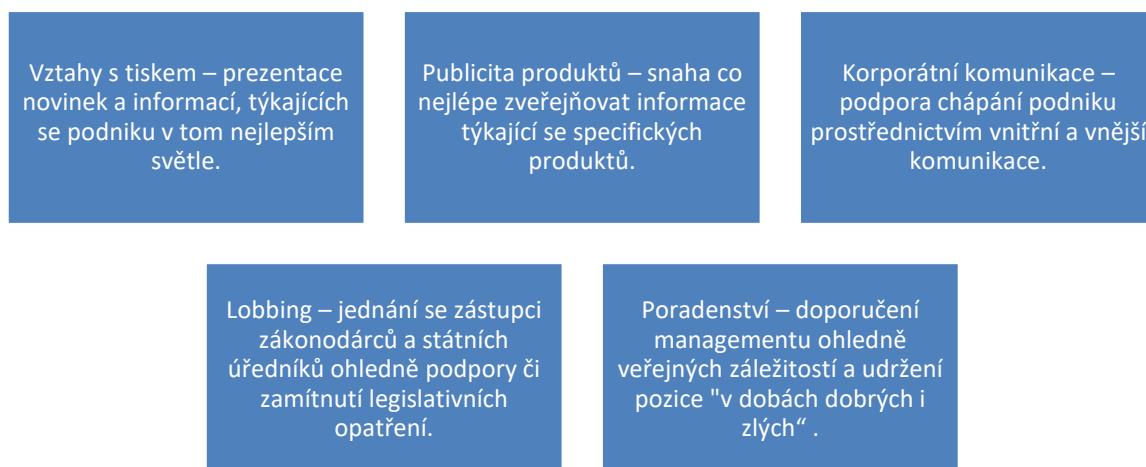 Vztahy s tiskem – prezentace
novinek a informací, týkajících
se podniku v tom nejlepším
světle.
Publicita produktů – snaha co
nejlépe zveřejňovat informace
týkající se specifických
produktů.
Korporátní komunikace –
podpora chápání podniku
prostřednictvím vnitřní a vnější
komunikace.
Lobbing – jednání se zástupci
zákonodárců a státních
úředníků ohledně podpory či
zamítnutí legislativních
opatření.
Poradenství – doporučení
managementu ohledně
veřejných záležitostí a udržení
pozice "v dobách dobrých i
zlých“ .